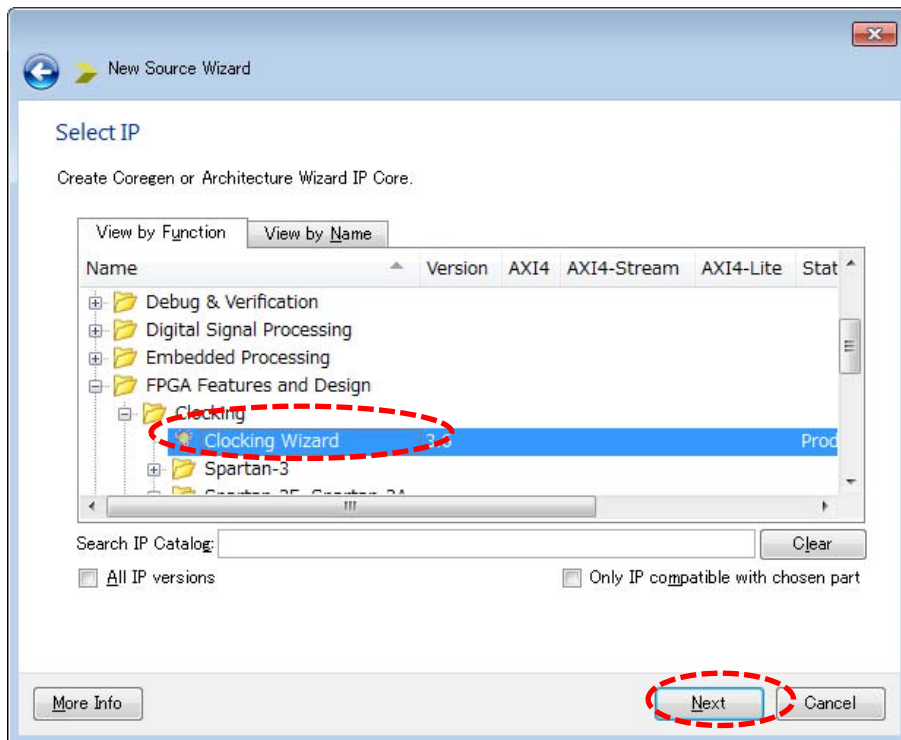 New Source Wizard
Select IP
Create Coregen or Architecture Wizard IP Core.
View by Function View by Name
Name Version AXI4 AXI4-Stream AXI4-Lite Stat
Debug & Verification
Digital Signal Processing
Embedded Processing
FPGA Features and Design
Clocking
Clocking Wizard Prod
Spartan-3
Search IP Catalog: Clear
All IP versions Only IP compatible with chosen part
More Info Next Cancel